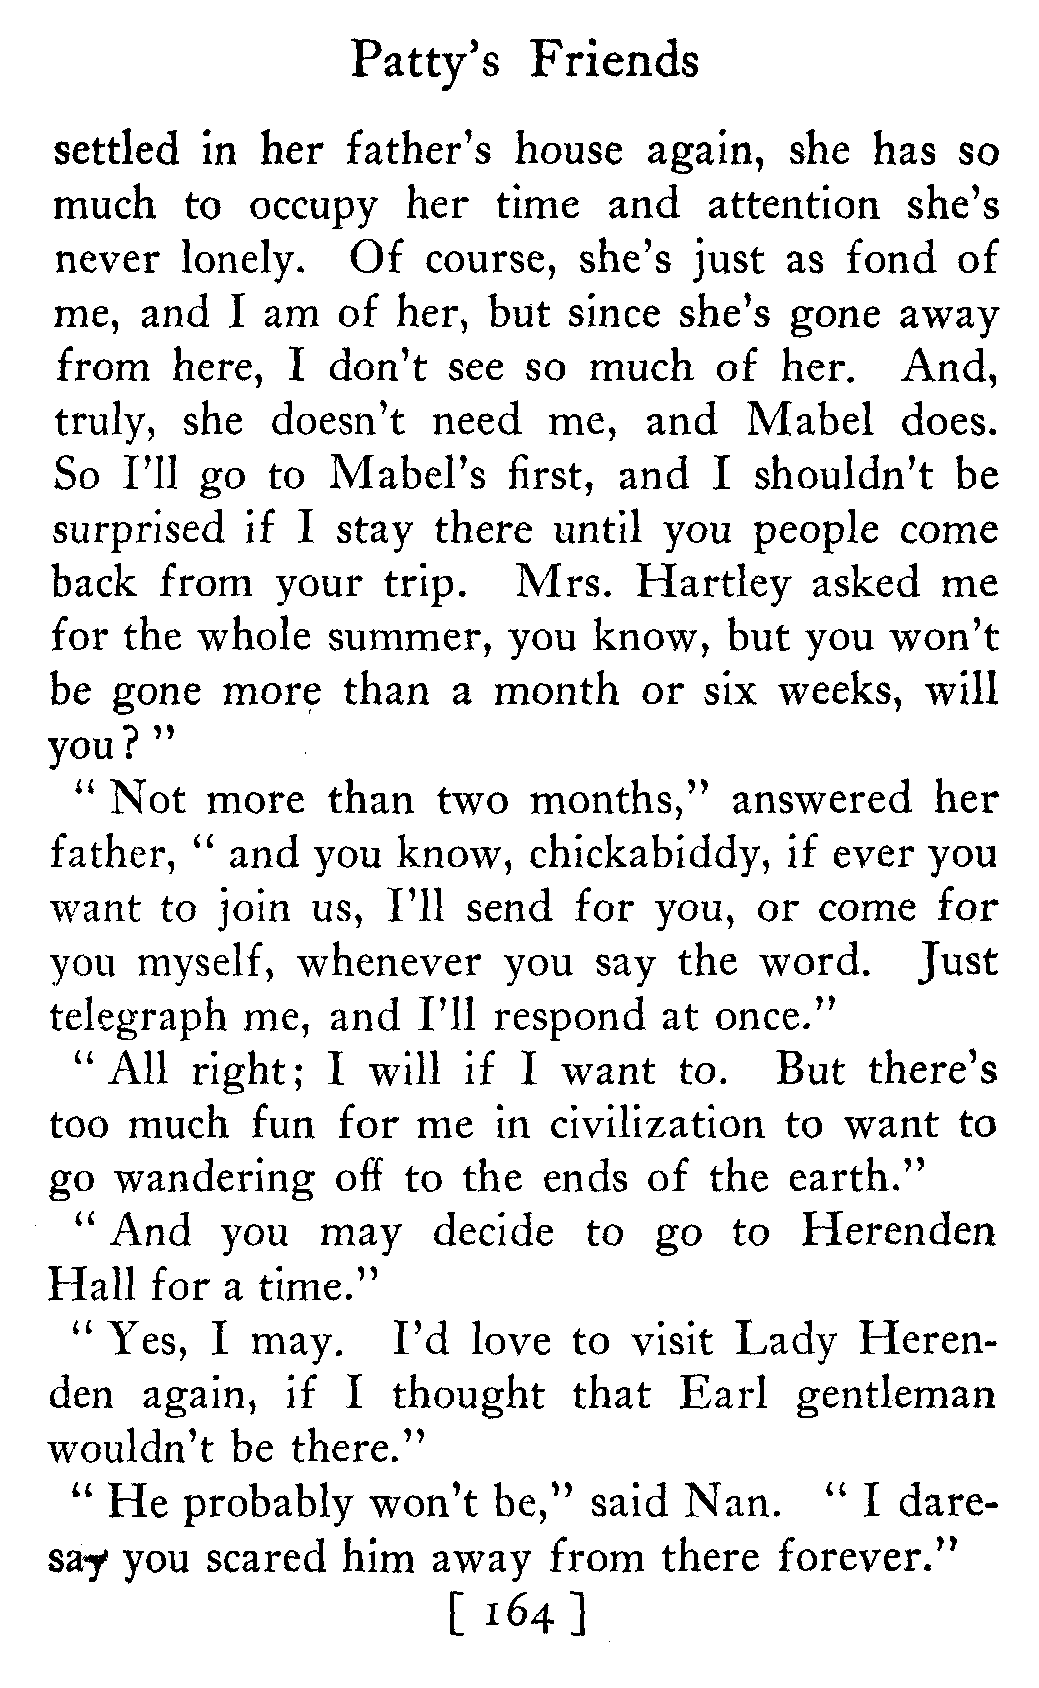 Patty's Friends
settled in her father's house again, she has so
much to occupy her time and attention she's
never lonely. Of course, she's just as fond of
me, and I am of her, but since she's gone away
from here, I don't see so much of her. And,
truly, she doesn't need me, and Mabel does.
So I'll go to Mabel's first, and I shouldn't be
surprised if I stay there until you people come
back from your trip. Mrs. Hartley asked me
for the whole summer, you know, but you won't
be gone more than a month or six weeks, will
you? "
" Not more than two months," answered her
father, " and you know, chickabiddy, if ever you
want to join us, I'll send for you, or come for
you myself, whenever you say the word. Just
telegraph me, and I'll respond at once."
" All right; I will if I want to. But there's
too much fun for me in civilization to want to
go wandering off to the ends of the earth."
" And you may decide to go to Herenden
Hall for a time."
" Yes, I may. I'd love to visit Lady Heren-
den again, if I thought that Earl gentleman
wouldn't be there."
" He probably won't be," said Nan. " I dare-
say you scared him away from there forever."
[ 164 ]